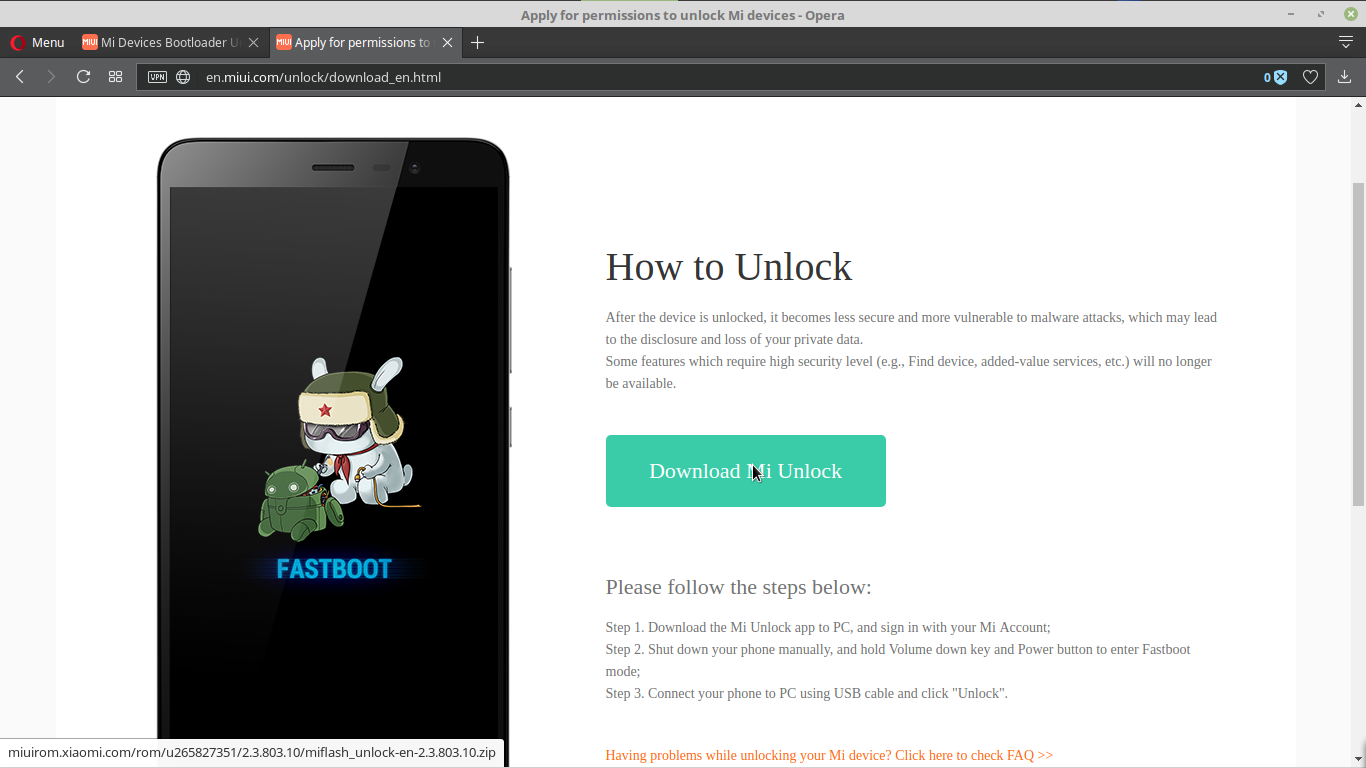 Apply for permissions to unlock Mi devices - Opera
Menu
MIUI Mi Devices Bootloader U
MIUI Apply for permissions to
VPN
en.miui.com/unlock/download_en.html
0
How to Unlock
After the device is unlocked, it becomes less secure and more vulnerable to malware attacks, which may lead
to the disclosure and loss of your private data.
Some features which require high security level (e.g., Find device, added-value services, etc.) will no longer
be available.
Download Mi Unlock
FASTBOOT
Please follow the steps below:
Step 1. Download the Mi Unlock app to PC, and sign in with your Mi Account;
Step 2. Shut down your phone manually, and hold Volume down key and Power button to enter Fastboot
mode;
Step 3. Connect your phone to PC using USB cable and click "Unlock".
Having problems while unlocking your Mi device? Click here to check FAQ >>
miuirom.xiaomi.com/rom/u265827351/2.3.803.10/miflash_unlock-en-2.3.803.10.zip